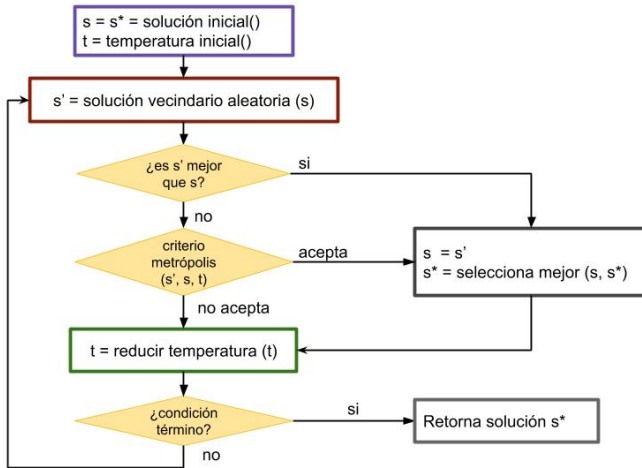 s = s* = solución inicial()
t = temperatura inicial()
s' = solución vecindario aleatoria (s)
¿es s' mejor
que s?
si
no
criterio
metrópolis
(s', s, t)
acepta
s = s'
s* = selecciona mejor (s, s*)
no acepta
t = reducir temperatura (t)
¿condición
término?
si
Retorna solución s*
no